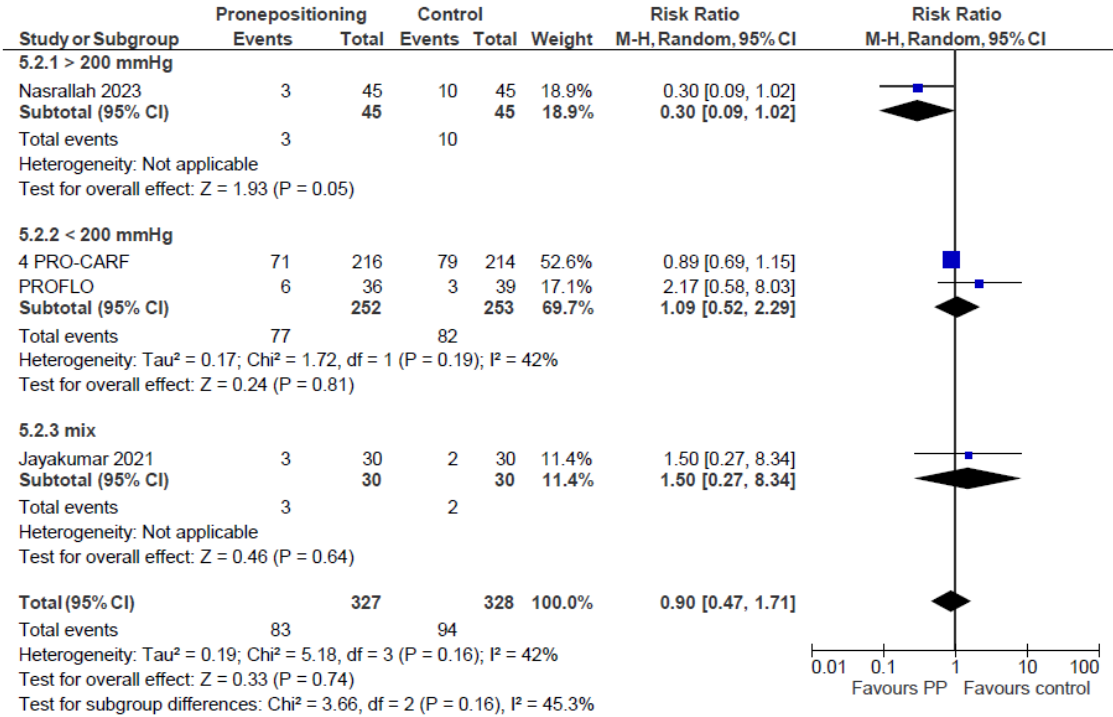 Pronepositioning Control Risk Ratio Risk Ratio
Study or Subgroup Events Total Events Total Weight M-H, Random, 95% CI M-H, Random, 95% CI
5.2.1 > 200 mmHg
Nasrallah 2023 3 45 10 45 18.9% 0.30 [0.09, 1.02]
Subtotal (95% CI) 45 45 18.9% 0.30 [0.09, 1.02]
Total events 3 10
Heterogeneity: Not applicable
Test for overall effect: Z = 1.93 (P = 0.05)
5.2.2 < 200 mmHg
4 PRO-CARF 71 216 79 214 52.6% 0.89 [0.69, 1.15]
PROFLO 6 36 3 39 17.1% 2.17 [0.58, 8.03]
Subtotal (95% CI) 252 253 69.7% 1.09 [0.52, 2.29]
Total events 77 82
Heterogeneity: Tau² = 0.17; Chi² = 1.72, df = 1 (P = 0.19); I² = 42%
Test for overall effect: Z = 0.24 (P = 0.81)
5.2.3 mix
Jayakumar 2021 3 30 2 30 11.4% 1.50 [0.27, 8.34]
Subtotal (95% CI) 30 30 11.4% 1.50 [0.27, 8.34]
Total events 3 2
Heterogeneity: Not applicable
Test for overall effect: Z = 0.46 (P = 0.64)
Total (95% CI) 327 328 100.0% 0.90 [0.47, 1.71]
Total events 83 94
Heterogeneity: Tau² = 0.19; Chi² = 5.18, df = 3 (P = 0.16); I² = 42%
Test for overall effect: Z = 0.33 (P = 0.74)
Test for subgroup differences: Chi² = 3.66, df = 2 (P = 0.16), I² = 45.3%
0.01 0.1 1 10 100
Favours PP Favours control